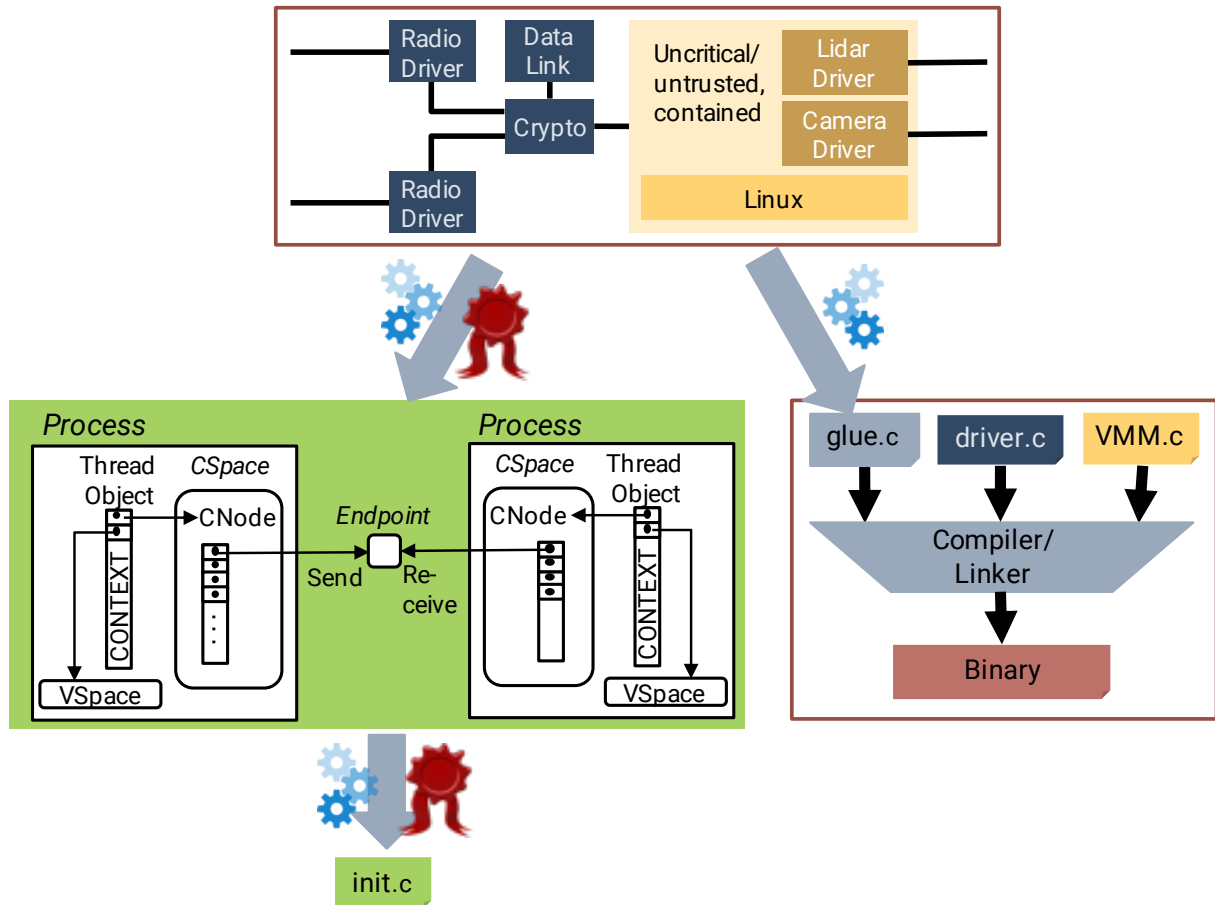 Radio
Driver
Data
Link
Crypto
Radio
Driver
Uncritical/
untrusted,
contained
Lidar
Driver
Camera
Driver
Linux
Process
Thread
Object
CSpace
CNode
CONTEXT
. . .
VSpace
Endpoint
Send
Re-
ceive
Process
CSpace
Thread
Object
CNode
CONTEXT
VSpace
glue.c
driver.c
VMM.c
Compiler/
Linker
Binary
init.c